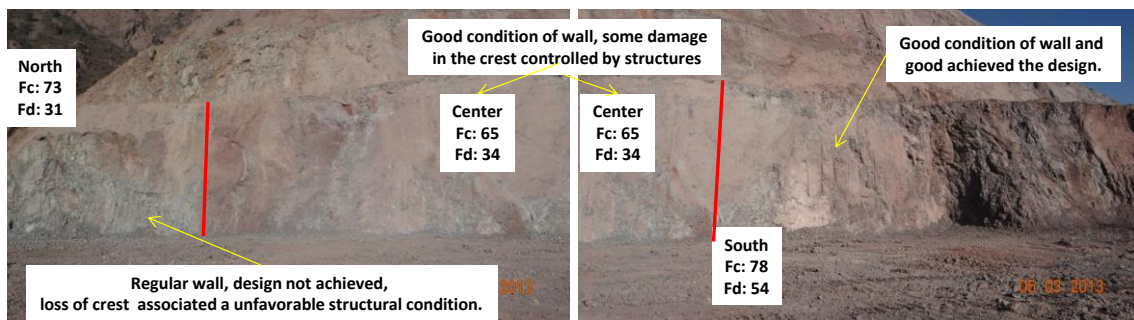 North
Fc: 73
Fd: 31
Good condition of wall, some damage
in the crest controlled by structures
Center
Fc: 65
Fd: 34
Regular wall, design not achieved,
loss of crest associated a unfavorable structural condition.
2013
Good condition of wall and
good achieved the design.
Center
Fc: 65
Fd: 34
South
Fc: 78
Fd: 54
06 03 2013